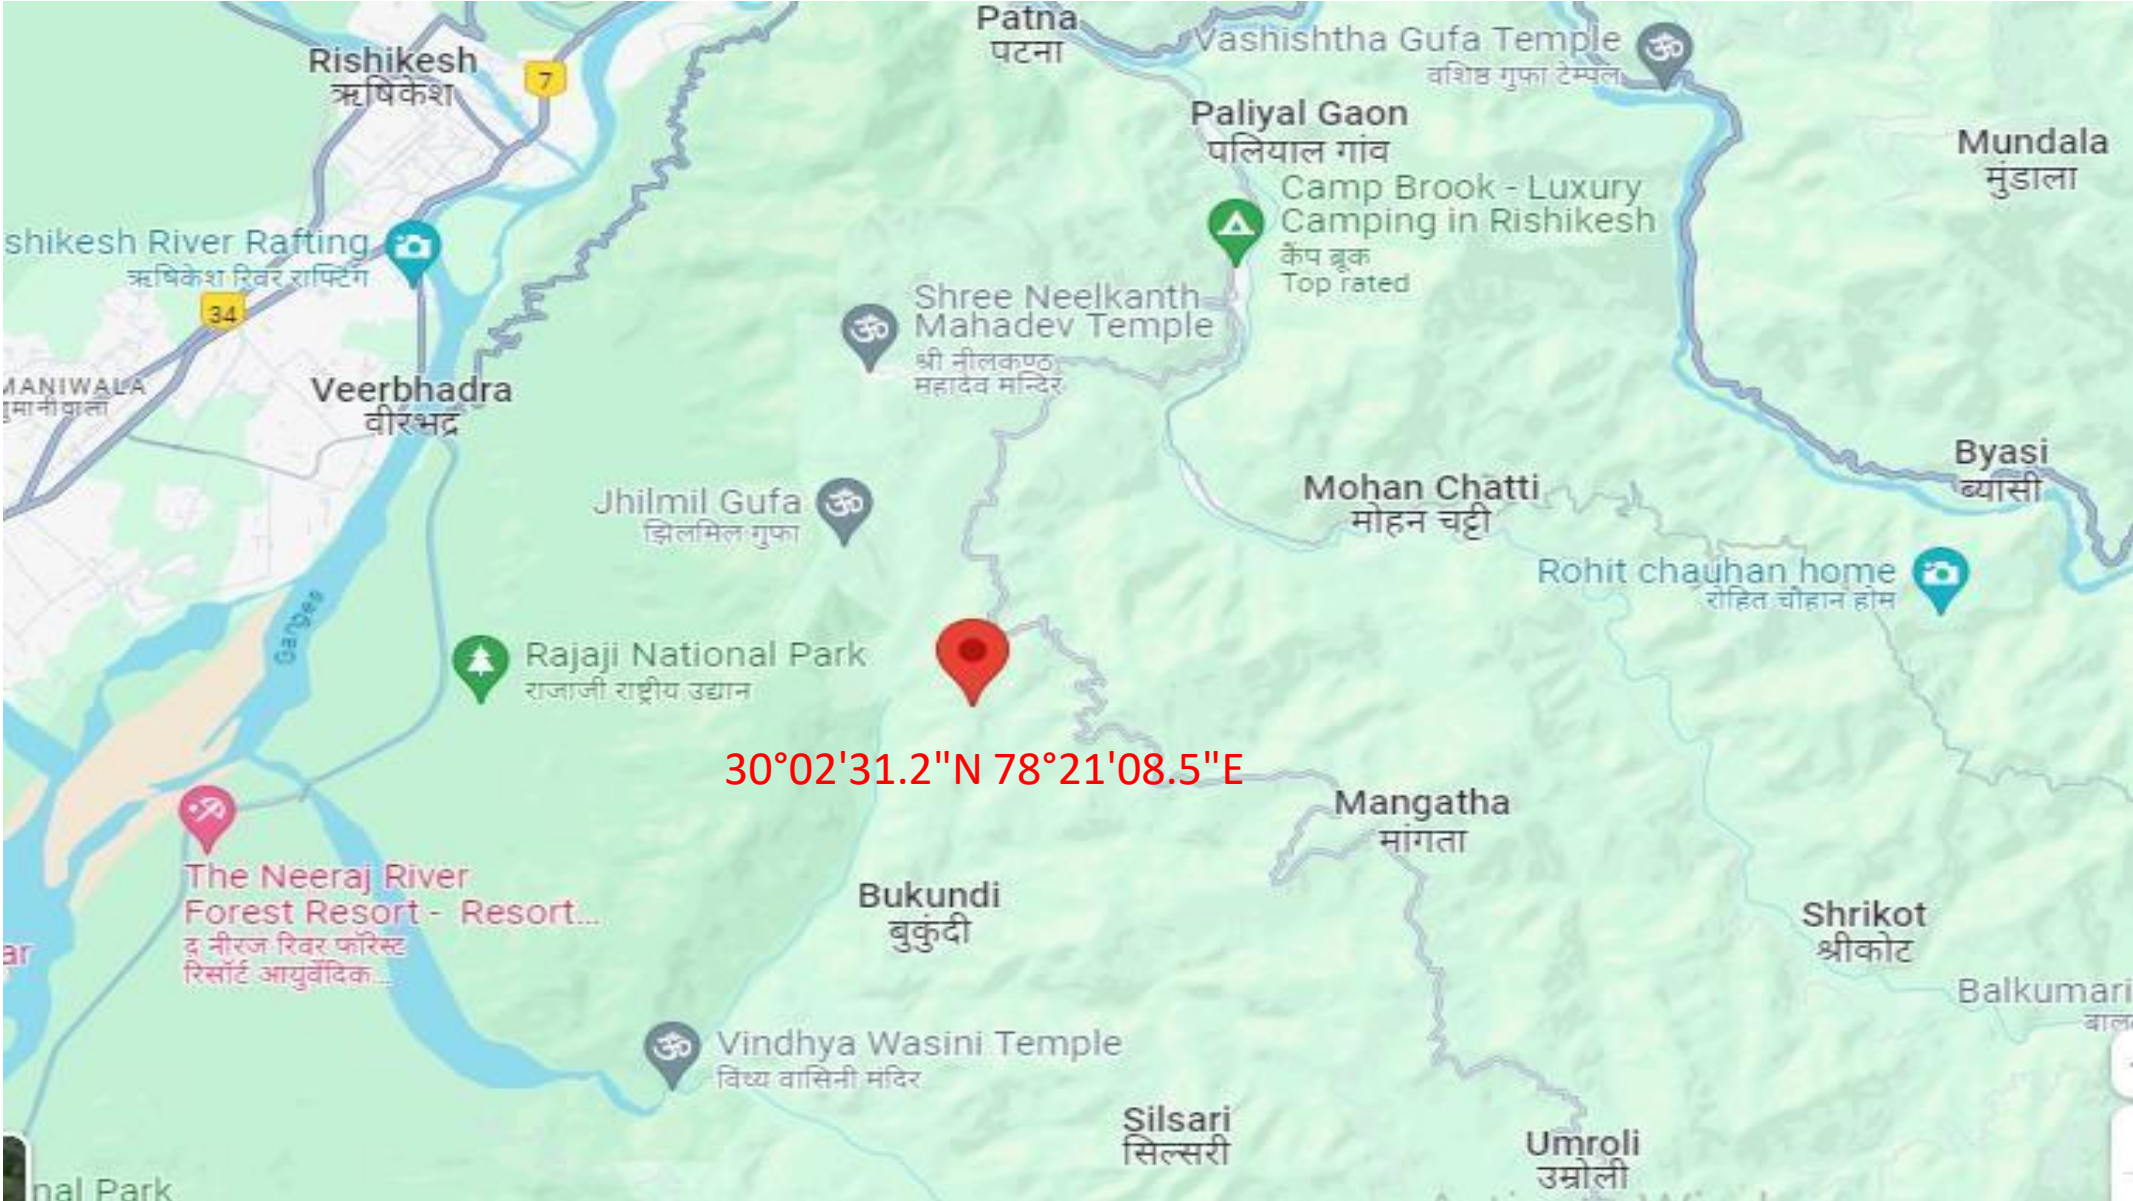 Patna
पटना
Vashishtha Gufa Temple
वशिष्ठ गुफ़ा टेम्पल
Rishikesh
ऋषिकेश
7
Paliyal Gaon
पलियाल गांव
Mundala
मुंडाला
Camp Brook - Luxury
Camping in Rishikesh
कैंप ब्रूक
Top rated
shikesh River Rafting
ऋषिकेश रिवर राफ्टिंग
34
Shree Neelkanth
Mahadev Temple
श्री नीलकण्ठ
महादेव मन्दिर
MANIWALA
गुमानीवाला
Veerbhadra
वीरभद्र
Byasi
ब्यासी
Jhilmil Gufa
झिलमिल गुफा
Mohan Chatti
मोहन चट्टी
Rohit chauhan home
रोहित चौहान होम
Ganges
Rajaji National Park
राजाजी राष्ट्रीय उद्यान
30°02'31.2"N 78°21'08.5"E
Mangatha
मांगता
The Neeraj River
Forest Resort - Resort...
द नीरज रिवर फॉरेस्ट
रिसॉर्ट आयुर्वेदिक...
Bukundi
बुकुंदी
Shrikot
श्रीकोट
ar
Balkumari
बाल
Vindhya Wasini Temple
विंध्य वासिनी मंदिर
Silsari
सिल्सरी
Umroli
उम्रोली
nal Park